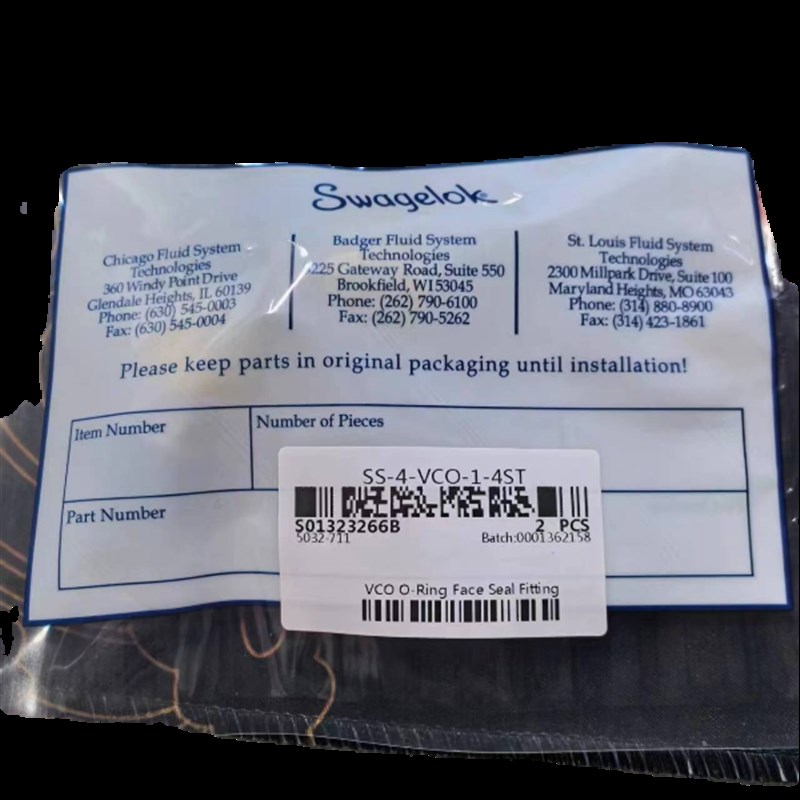 Swagelok
Chicago Fluid System
Technologies
360 Windy Point Drive
Glendale Heights, IL 60139
Phone: (630) 545-0003
Fax: (630) 545-0004
Badger Fluid System
Technologies
225 Gateway Road, Suite 550
Brookfield, WI 53045
Phone: (262) 790-6100
Fax: (262) 790-5262
St. Louis Fluid System
Technologies
2300 Millpark Drive, Suite 100
Maryland Heights, MO 63043
Phone: (314) 880-8900
Fax: (314) 423-1861
Please keep parts in original packaging until installation!
Item Number
Number of Pieces
Part Number
SS-4-VCO-1-4ST
S01323266B 2 PCS
5032-711 Batch:0001362158
VCO O-Ring Face Seal Fitting